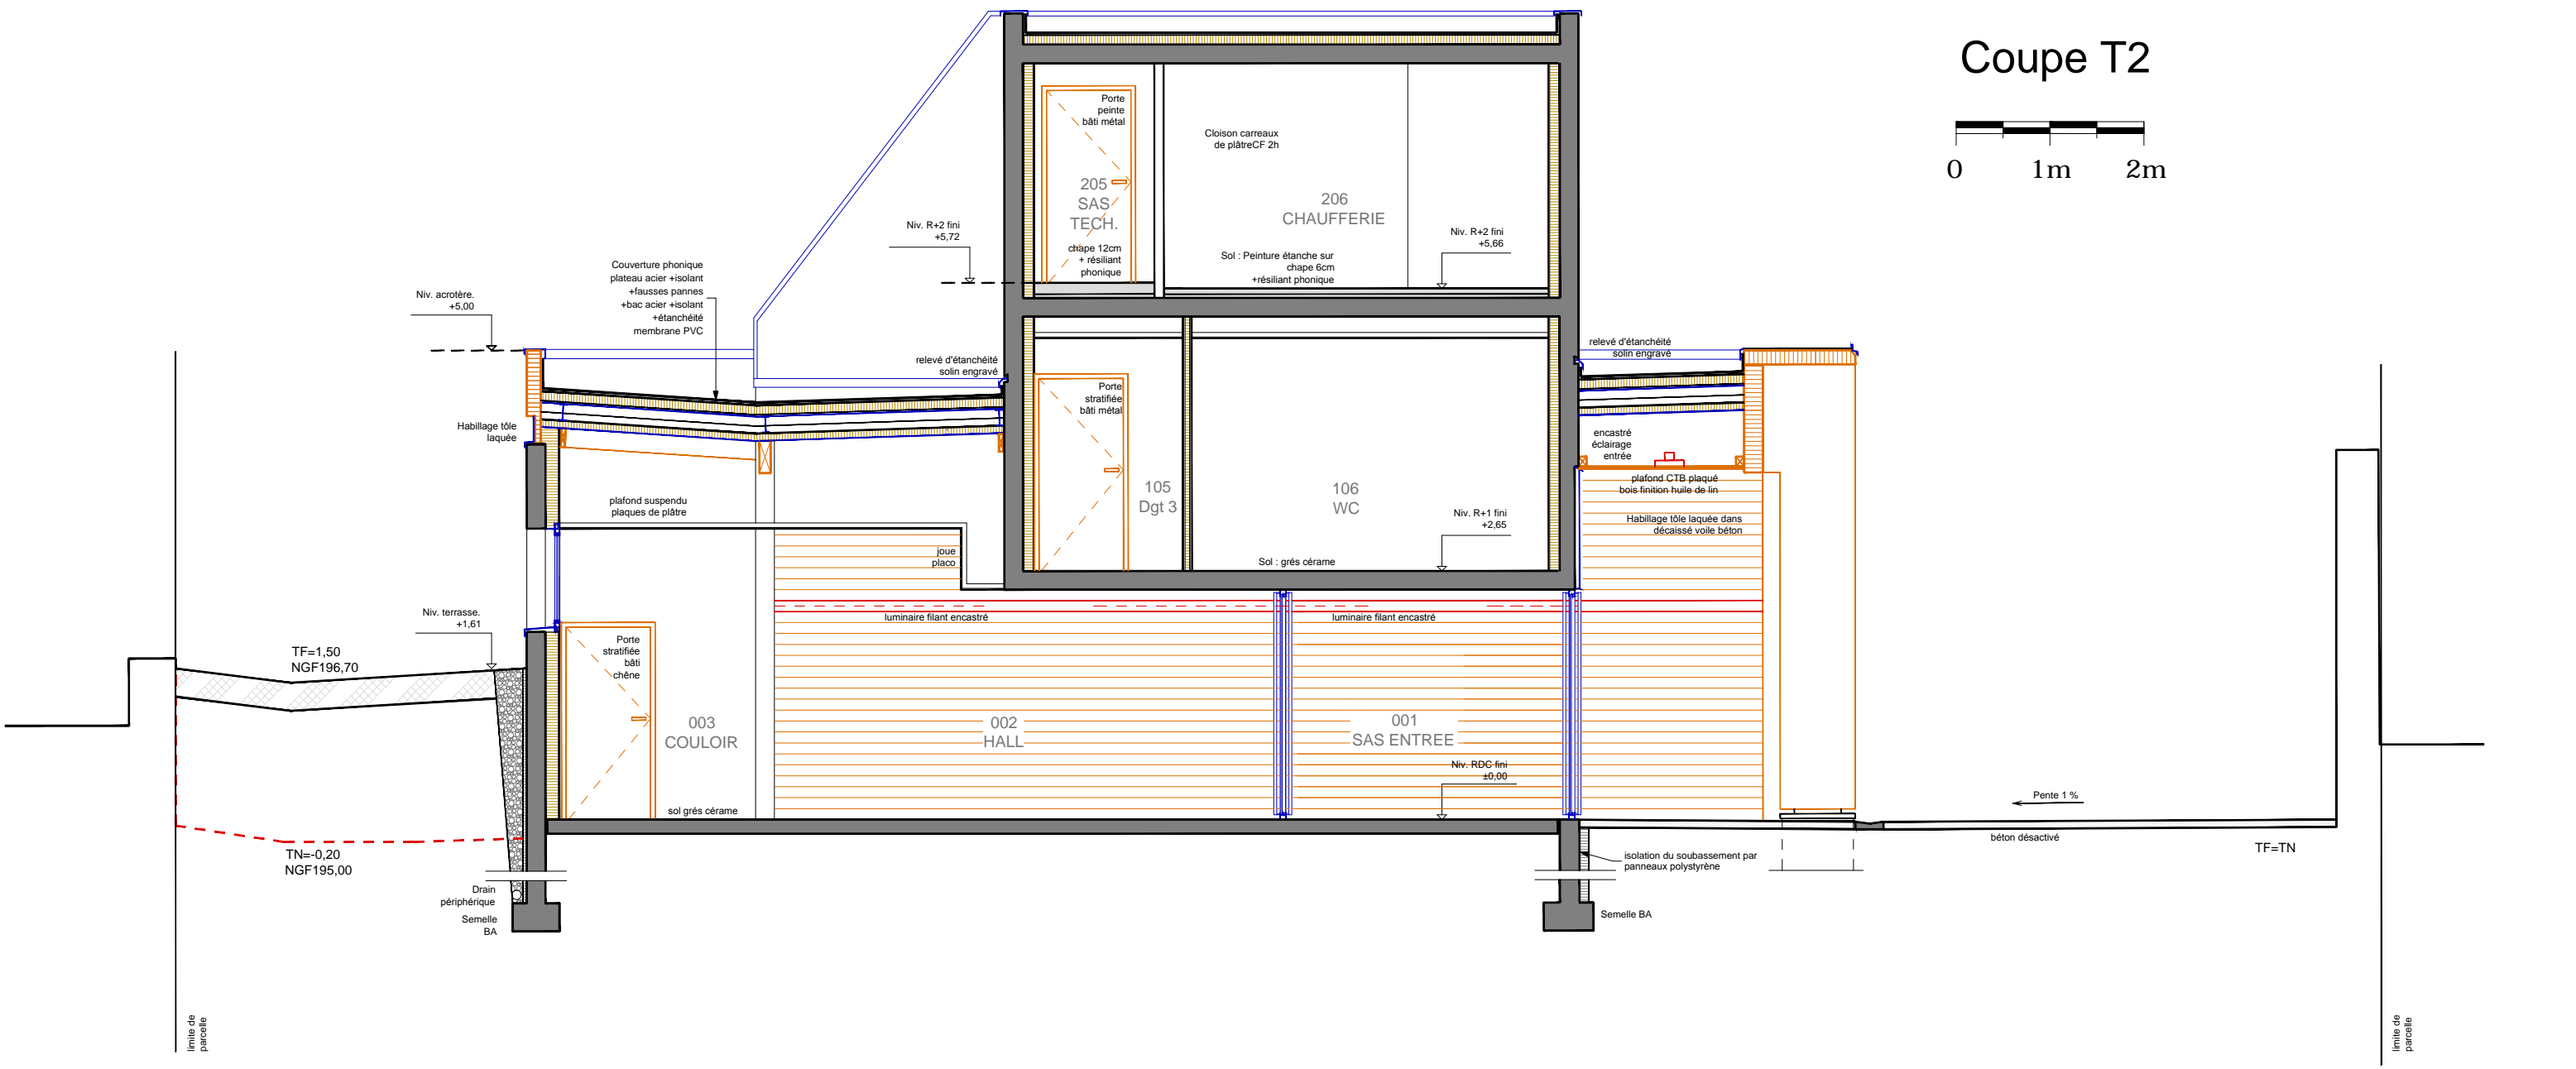 Coupe T2
0 1m 2m
Porte
peinte
bâti métal
Cloison carreaux
de plâtreCF 2h
205
SAS
TECH.
206
CHAUFFERIE
Niv. R+2 fini
+5,72
Niv. R+2 fini
+5,66
chape 12cm
+ résiliant
phonique
Sol : Peinture étanche sur
chape 6cm
+résiliant phonique
Couverture phonique
plateau acier +isolant
+fausses pannes
+bac acier +isolant
+étanchéité
membrane PVC
Niv. acrotère.
+5,00
relevé d'étanchéité
solin engravé
relevé d'étanchéité
solin engravé
Porte
stratifiée
bâti métal
Habillage tôle
laquée
encastré
éclairage
entrée
plafond CTB plaqué
bois finition huile de lin
105
Dgt 3
106
WC
plafond suspendu
plaques de plâtre
Niv. R+1 fini
+2,65
Habillage tôle laquée dans
décaissé voile béton
joue
placo
Sol : grés cérame
Niv. terrasse.
+1,61
luminaire filant encastré
luminaire filant encastré
Porte
stratifiée
bâti
chêne
TF=1,50
NGF196,70
003
COULOIR
002
HALL
001
SAS ENTREE
Niv. RDC fini
±0,00
sol grés cérame
Pente 1 %
béton désactivé
TF=TN
TN=-0,20
NGF195,00
isolation du soubassement par
panneaux polystyrène
Drain
périphérique
Semelle
BA
Semelle BA
limite de
parcelle
limite de
parcelle